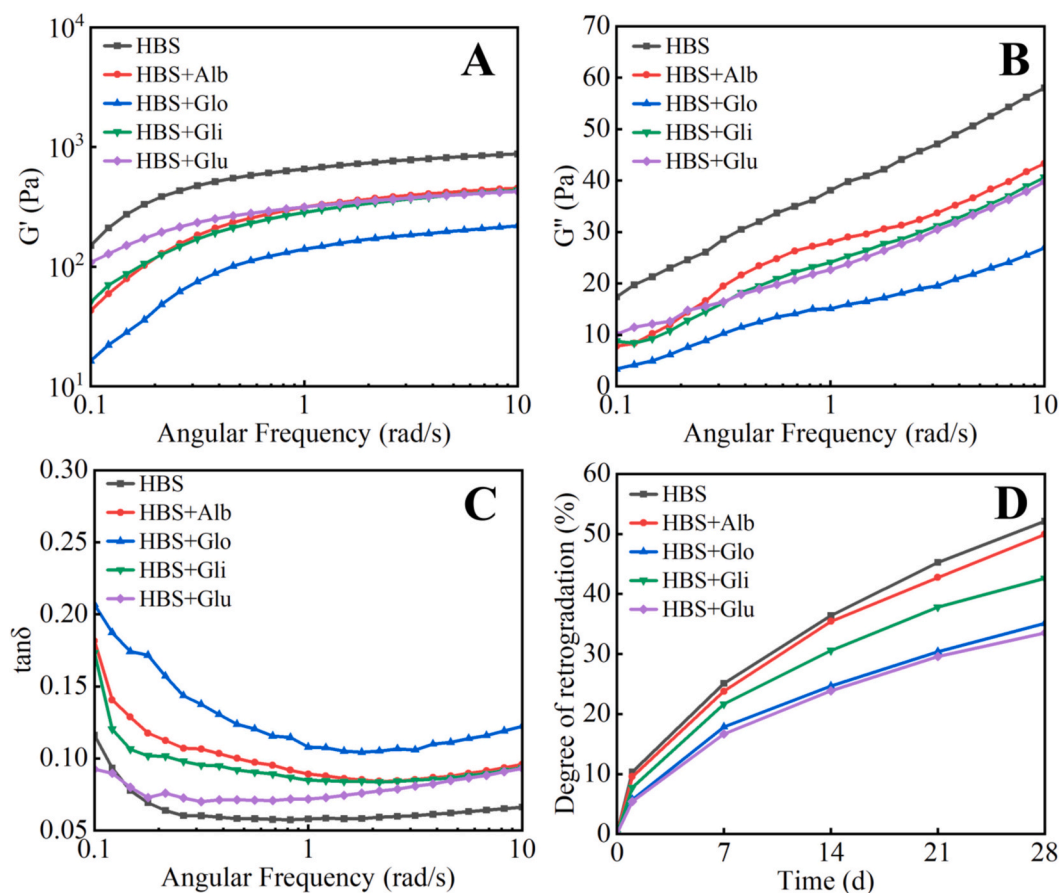 A
HBS
HBS+Alb
HBS+Glo
HBS+Gli
HBS+Glu
10⁴
10³
10²
10¹
G' (Pa)
0.1
1
10
Angular Frequency (rad/s)
B
HBS
HBS+Alb
HBS+Glo
HBS+Gli
HBS+Glu
70
60
50
40
30
20
10
0
G" (Pa)
0.1
1
10
Angular Frequency (rad/s)
C
HBS
HBS+Alb
HBS+Glo
HBS+Gli
HBS+Glu
0.30
0.25
0.20
0.15
0.10
0.05
tanδ
0.1
1
10
Angular Frequency (rad/s)
D
HBS
HBS+Alb
HBS+Glo
HBS+Gli
HBS+Glu
60
50
40
30
20
10
0
Degree of retrogradation (%)
0
7
14
21
28
Time (d)